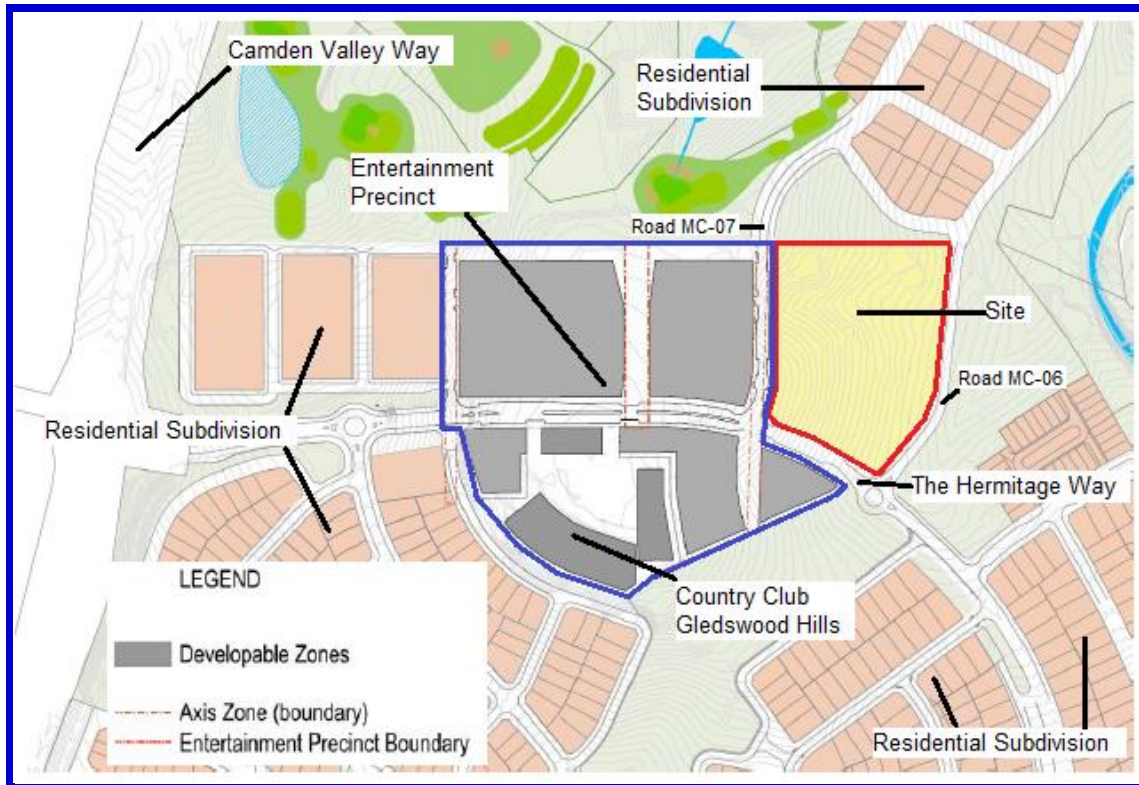 Camden Valley Way
Residential
Subdivision
Entertainment
Precinct
Road MC-07
Site
Road MC-06
Residential Subdivision
The Hermitage Way
LEGEND
Country Club
Gledswood Hills
Developable Zones
Axis Zone (boundary)
Entertainment Precinct Boundary
Residential Subdivision